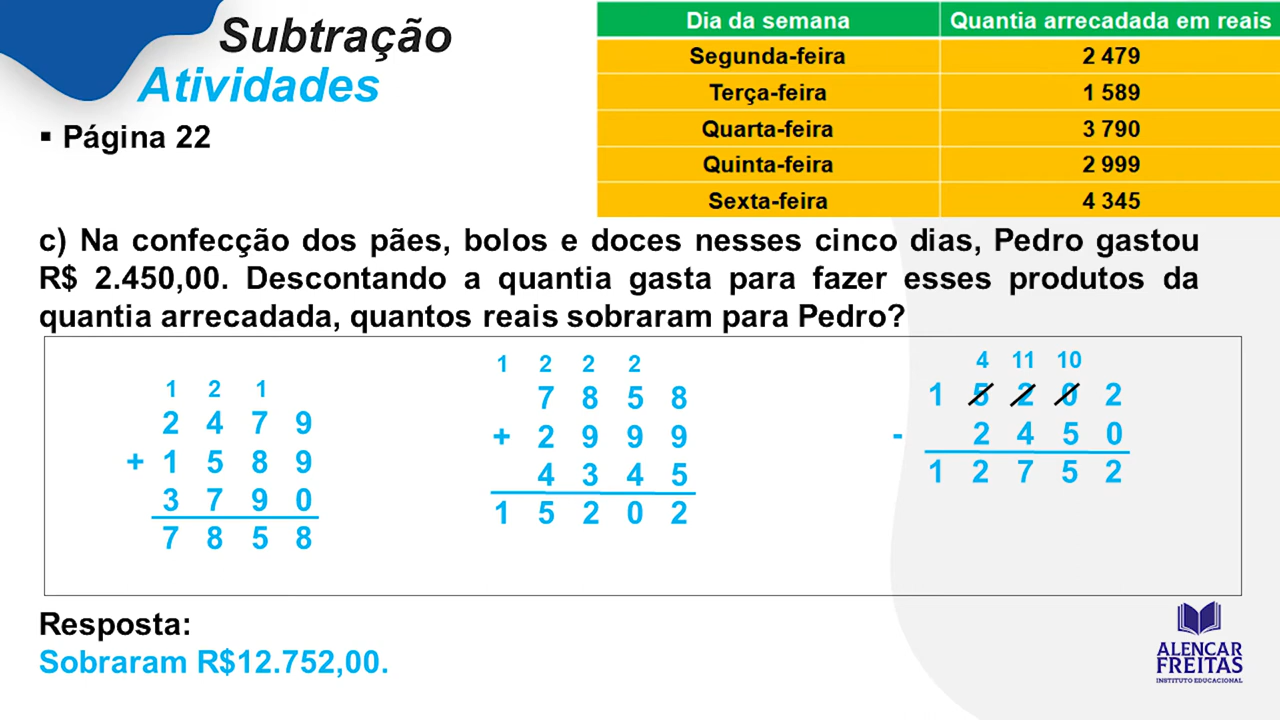 Subtração
Atividades
▪ Página 22
Dia da semana Quantia arrecadada em reais
Segunda-feira 2 479
Terça-feira 1 589
Quarta-feira 3 790
Quinta-feira 2 999
Sexta-feira 4 345
c) Na confecção dos pães, bolos e doces nesses cinco dias, Pedro gastou
R$ 2.450,00. Descontando a quantia gasta para fazer esses produtos da
quantia arrecadada, quantos reais sobraram para Pedro?
1 2 1
2 4 7 9
+ 1 5 8 9
3 7 9 0
7 8 5 8
1 2 2 2
7 8 5 8
+ 2 9 9 9
4 3 4 5
1 5 2 0 2
4 11 10
1 5 2 0 2
- 2 4 5 0
1 2 7 5 2
Resposta:
Sobraram R$12.752,00.
ALENCAR
FREITAS
INSTITUTO EDUCACIONAL